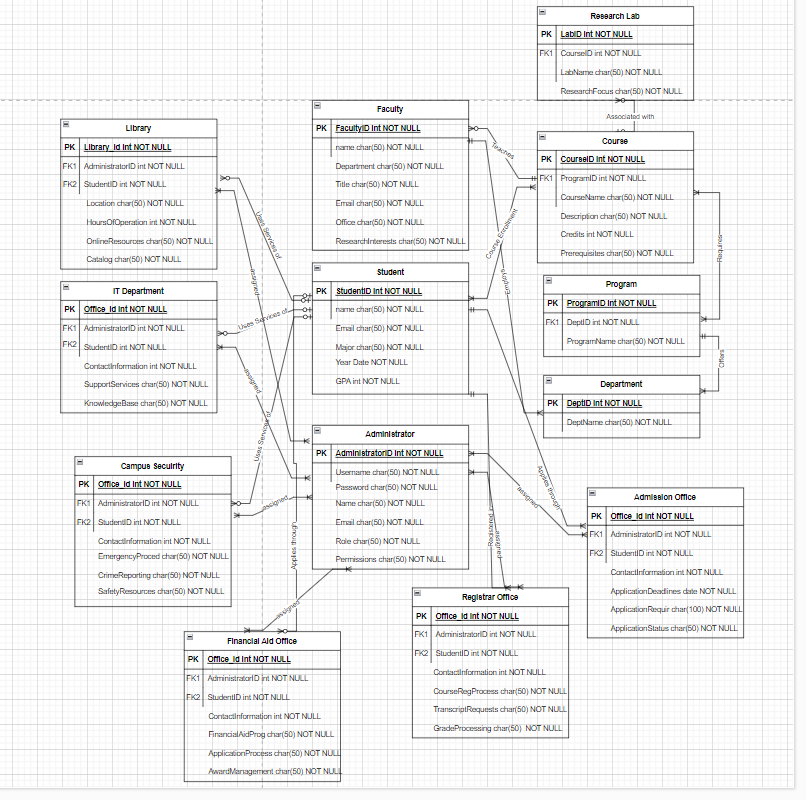 Research Lab
PK LabID int NOT NULL
FK1 CourseID int NOT NULL
LabName char(50) NOT NULL
ResearchFocus char(50) NOT NULL
Associated with
Faculty
PK FacultyID int NOT NULL
name char(50) NOT NULL
Department char(50) NOT NULL
Title char(50) NOT NULL
Email char(50) NOT NULL
Office char(50) NOT NULL
ResearchInterests char(50) NOT NULL
Teaches
Library
PK Library_id int NOT NULL
FK1 AdministratorID int NOT NULL
FK2 StudentID int NOT NULL
Location char(50) NOT NULL
HoursOfOperation int NOT NULL
OnlineResources char(50) NOT NULL
Catalog char(50) NOT NULL
Uses Services of
assigned
Course
PK CourseID int NOT NULL
FK1 ProgramID int NOT NULL
CourseName char(50) NOT NULL
Description char(50) NOT NULL
Credits int NOT NULL
Prerequisites char(50) NOT NULL
Course Enrollment
Employs
Requires
Student
PK StudentID int NOT NULL
name char(50) NOT NULL
Email char(50) NOT NULL
Major char(50) NOT NULL
Year Date NOT NULL
GPA int NOT NULL
IT Department
PK Office_id int NOT NULL
FK1 AdministratorID int NOT NULL
FK2 StudentID int NOT NULL
ContactInformation int NOT NULL
SupportServices char(50) NOT NULL
KnowledgeBase char(50) NOT NULL
Uses Services of
assigned
Program
PK ProgramID int NOT NULL
FK1 DeptID int NOT NULL
ProgramName char(50) NOT NULL
Offers
Department
PK DeptID int NOT NULL
DeptName char(50) NOT NULL
Administrator
PK AdministratorID int NOT NULL
Username char(50) NOT NULL
Password char(50) NOT NULL
Name char(50) NOT NULL
Email char(50) NOT NULL
Role char(50) NOT NULL
Permissions char(50) NOT NULL
Campus Secuirity
PK Office_id int NOT NULL
FK1 AdministratorID int NOT NULL
FK2 StudentID int NOT NULL
ContactInformation int NOT NULL
EmergencyProced char(50) NOT NULL
CrimeReporting char(50) NOT NULL
SafetyResources char(50) NOT NULL
Uses Services of
assigned
Applies through
assigned
assigned
Applies through
assigned
Admission Office
PK Office_id int NOT NULL
FK1 AdministratorID int NOT NULL
FK2 StudentID int NOT NULL
ContactInformation int NOT NULL
ApplicationDeadlines date NOT NULL
ApplicationRequir char(100) NOT NULL
ApplicationStatus char(50) NOT NULL
Registrar Office
PK Office_id int NOT NULL
FK1 AdministratorID int NOT NULL
FK2 StudentID int NOT NULL
ContactInformation int NOT NULL
CourseRegProcess char(50) NOT NULL
TranscriptRequests char(50) NOT NULL
GradeProcessing char(50) NOT NULL
Financial Aid Office
PK Office_id int NOT NULL
FK1 AdministratorID int NOT NULL
FK2 StudentID int NOT NULL
ContactInformation int NOT NULL
FinancialAidProg char(50) NOT NULL
ApplicationProcess char(50) NOT NULL
AwardManagement char(50) NOT NULL